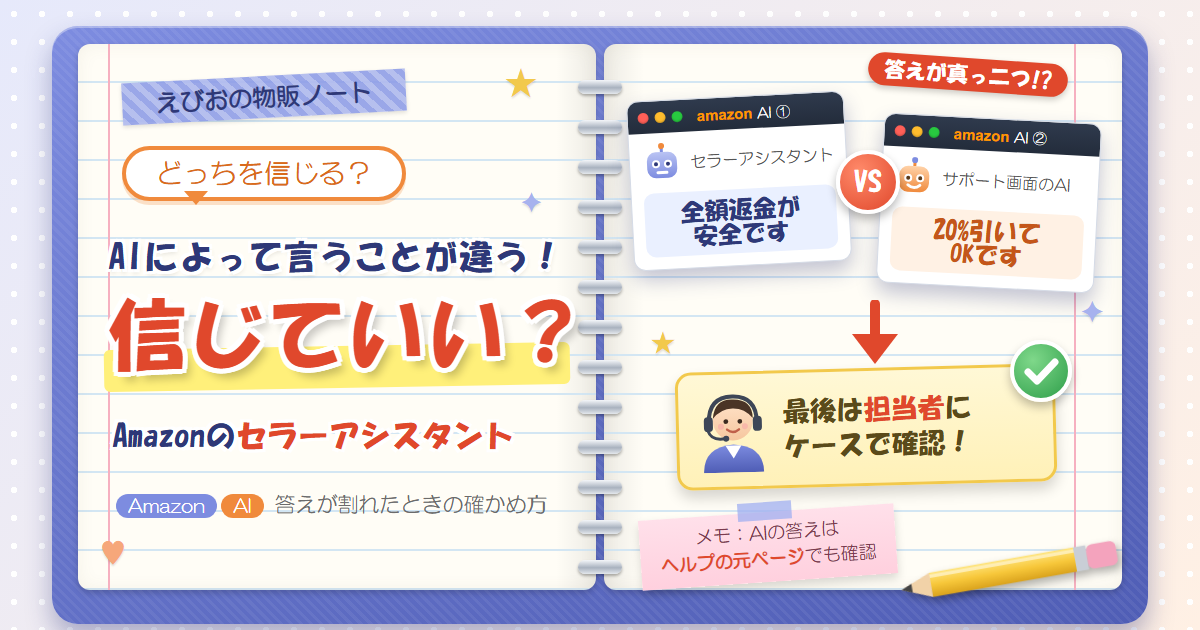 えびおの物販ノート
どっちを信じる？
AIによって言うことが違う！
信じていい？
Amazonのセラーアシスタント
Amazon AI 答えが割れたときの確かめ方
答えが真っ二つ!?
amazon AI ①
セラーアシスタント
全額返金が
安全です
VS
amazon AI ②
サポート画面のAI
20%引いて
OKです
最後は担当者に
ケースで確認！
メモ：AIの答えは
ヘルプの元ページでも確認